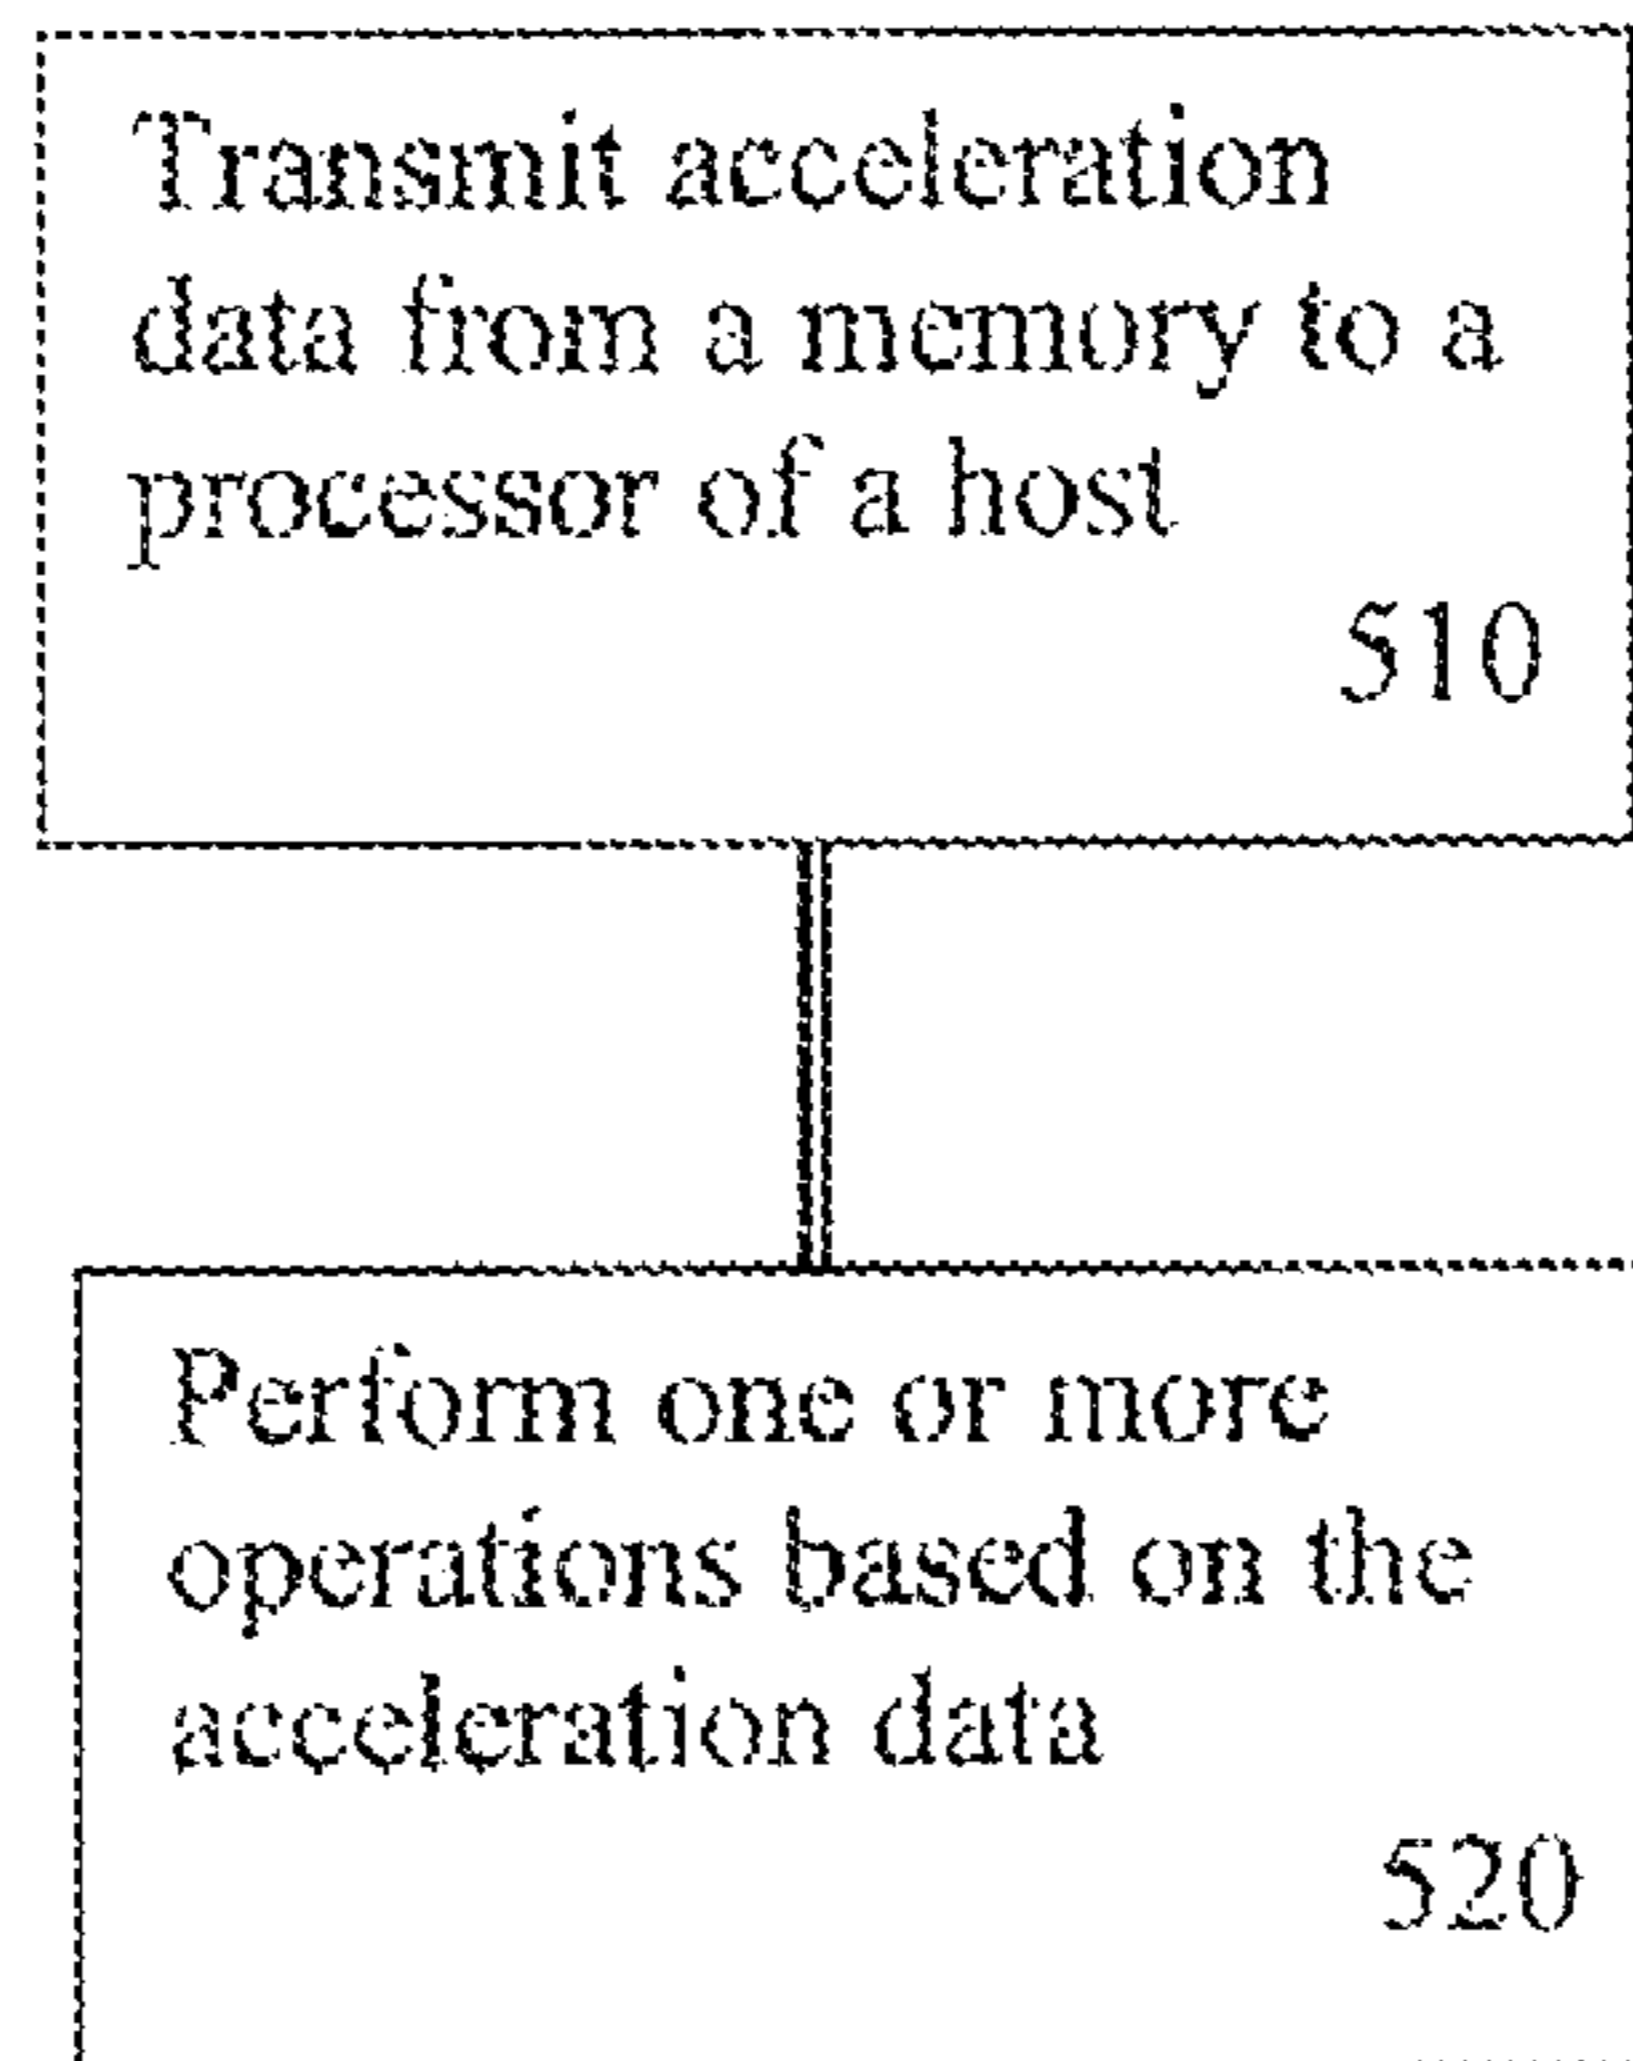 Transmit acceleration
data from a memory to a
processor of a host
510
Perform one or more
operations based on the
acceleration data
520